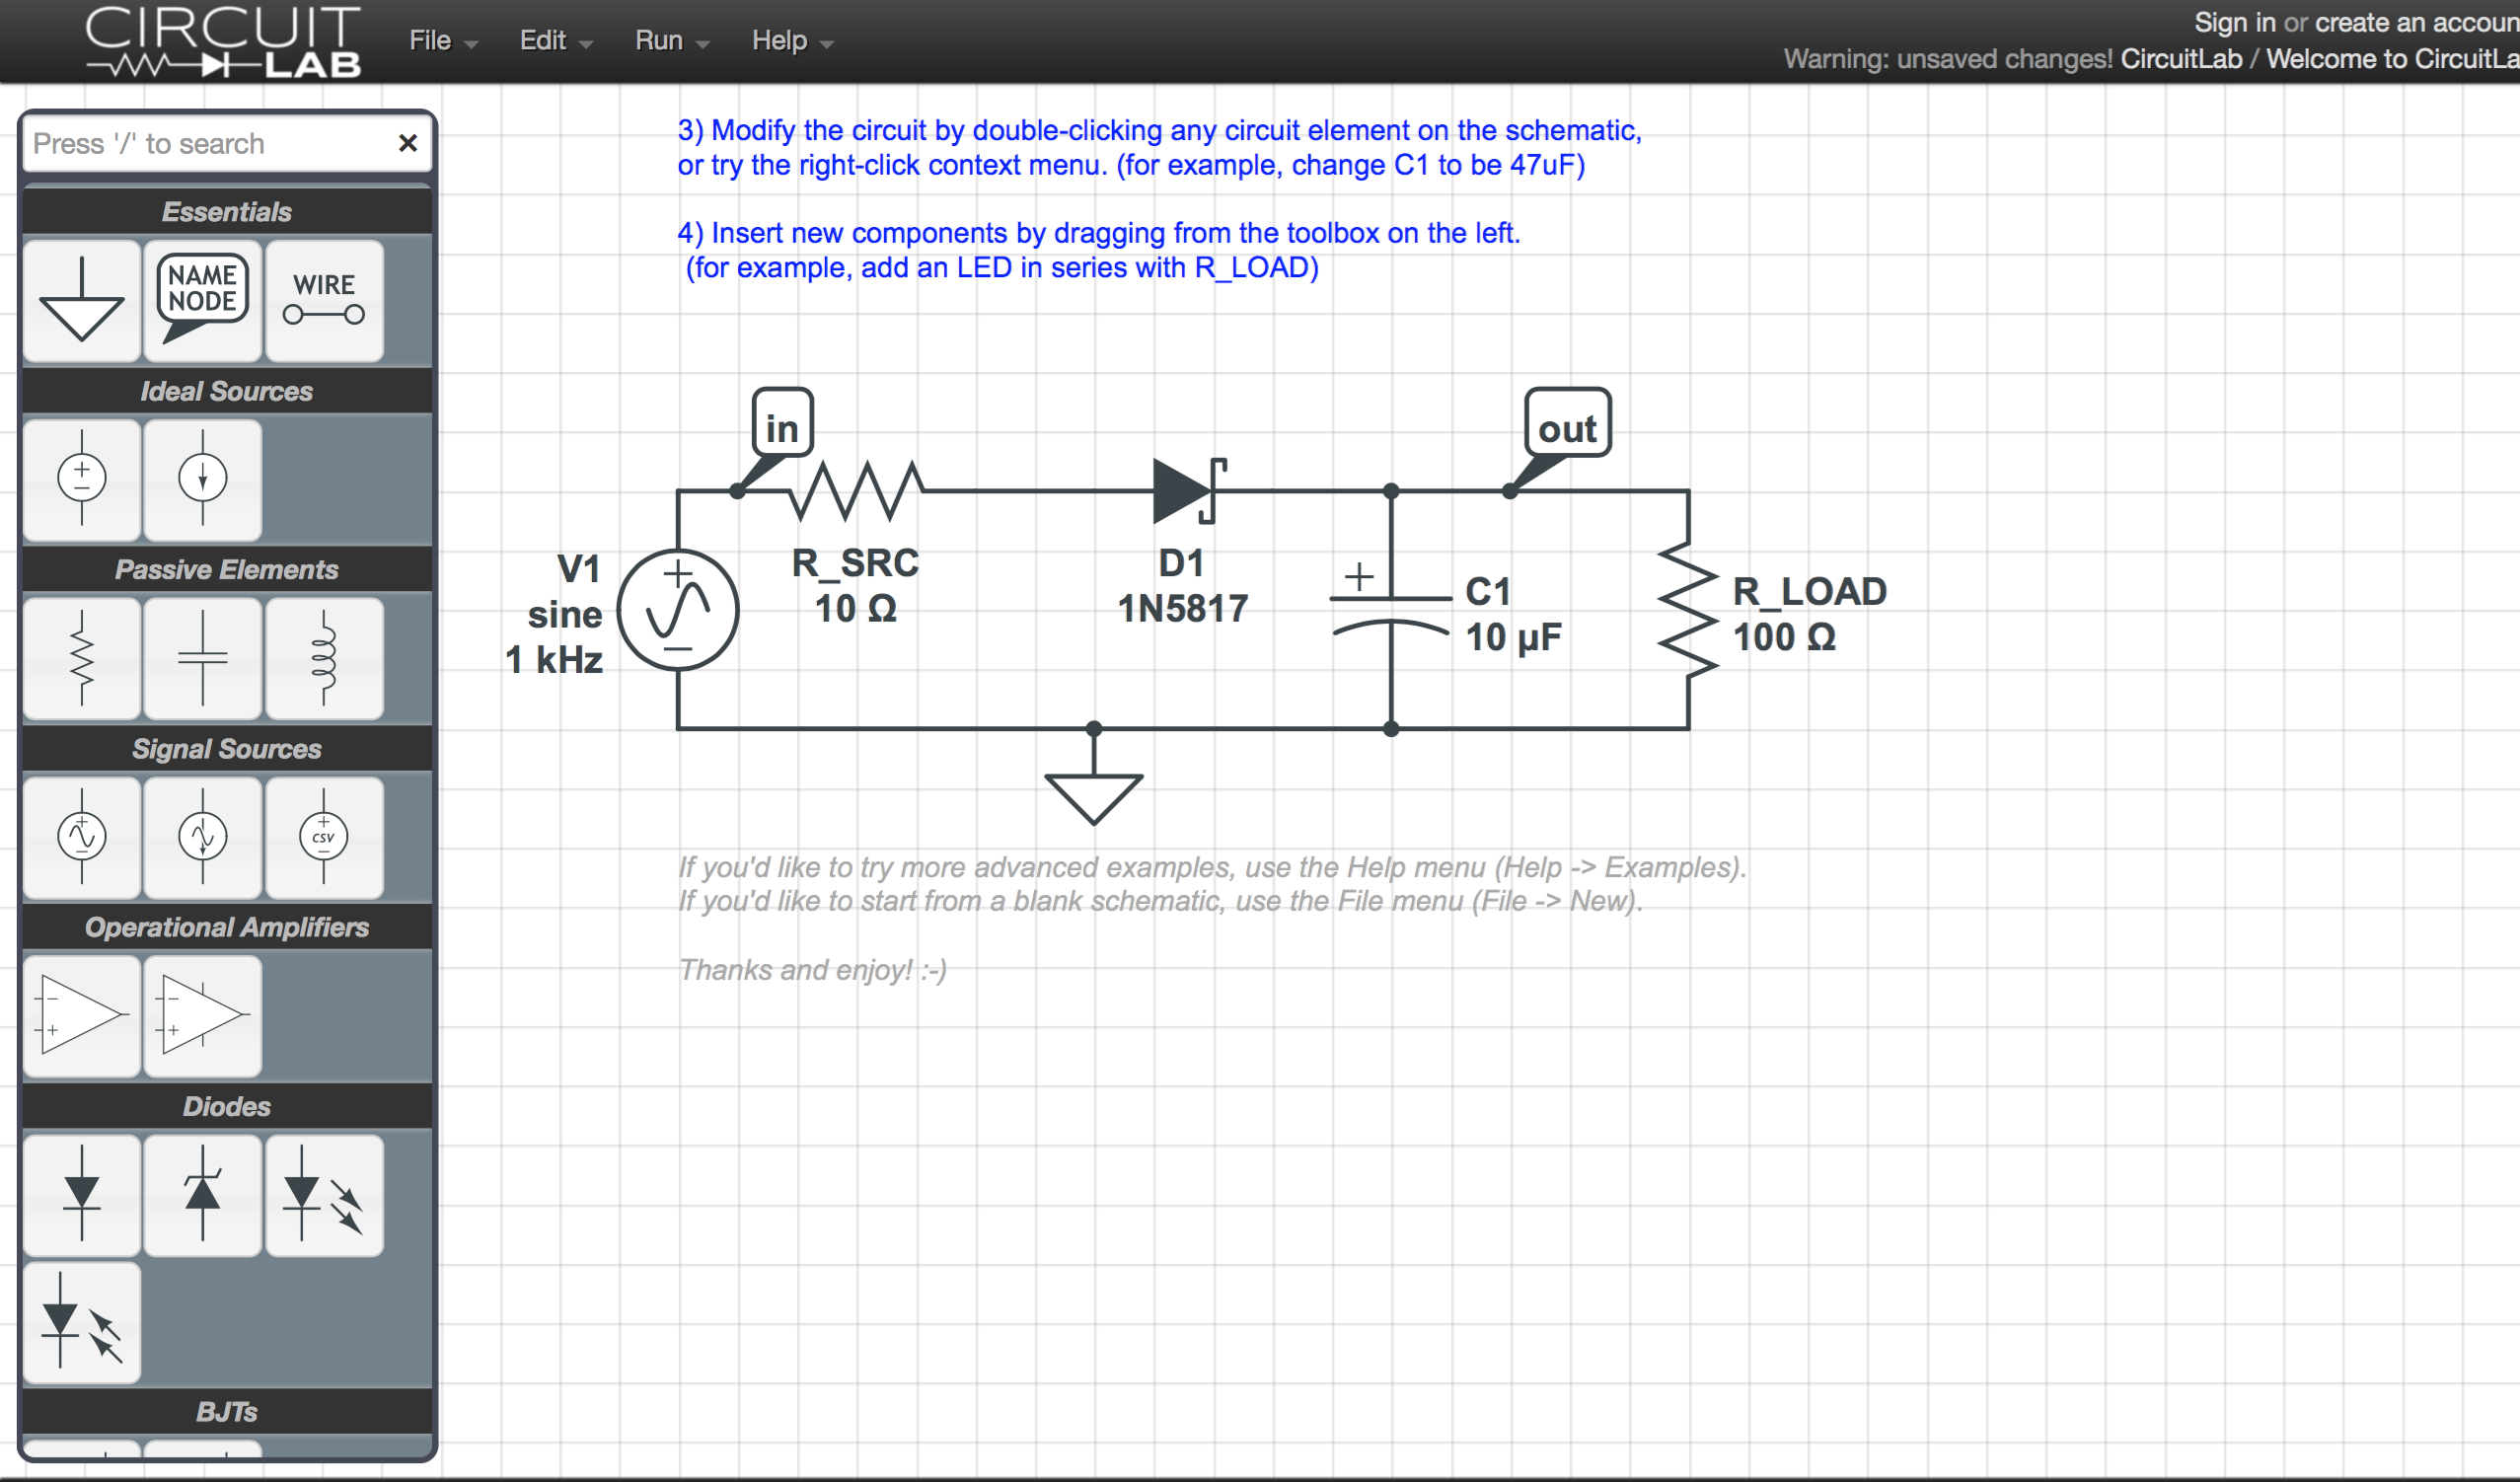 CIRCUIT
LAB
File
Edit
Run
Help
Sign in or create an accoun
Warning: unsaved changes! CircuitLab / Welcome to CircuitLa
Press '/' to search
×
Essentials
NAME
NODE
WIRE
Ideal Sources
Passive Elements
Signal Sources
CSV
Operational Amplifiers
Diodes
BJTs
3) Modify the circuit by double-clicking any circuit element on the schematic,
or try the right-click context menu. (for example, change C1 to be 47uF)
4) Insert new components by dragging from the toolbox on the left.
(for example, add an LED in series with R_LOAD)
in
out
V1
sine
1 kHz
R_SRC
10 Ω
D1
1N5817
C1
10 µF
R_LOAD
100 Ω
If you'd like to try more advanced examples, use the Help menu (Help -> Examples).
If you'd like to start from a blank schematic, use the File menu (File -> New).
Thanks and enjoy! :-)